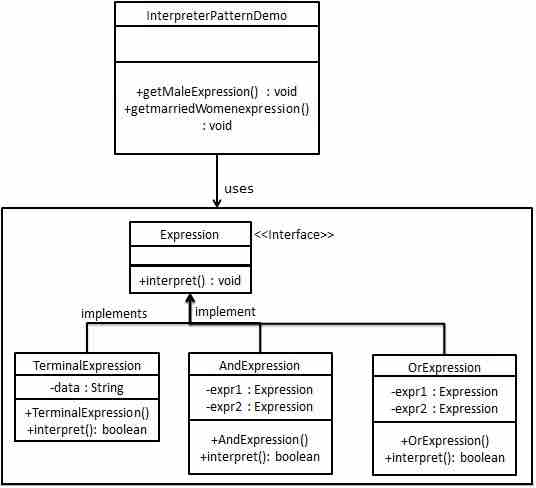 InterpreterPatternDemo
+getMaleExpression() : void
+getmarriedWomenexpression()
: void
uses
Expression
<<Interface>>
+interpret() : void
implements
implement
TerminalExpression
-data : String
+TerminalExpression()
+interpret(): boolean
AndExpression
-expr1 : Expression
-expr2 : Expression
+AndExpression()
+interpret(): boolean
OrExpression
-expr1 : Expression
-expr2 : Expression
+OrExpression()
+interpret(): boolean